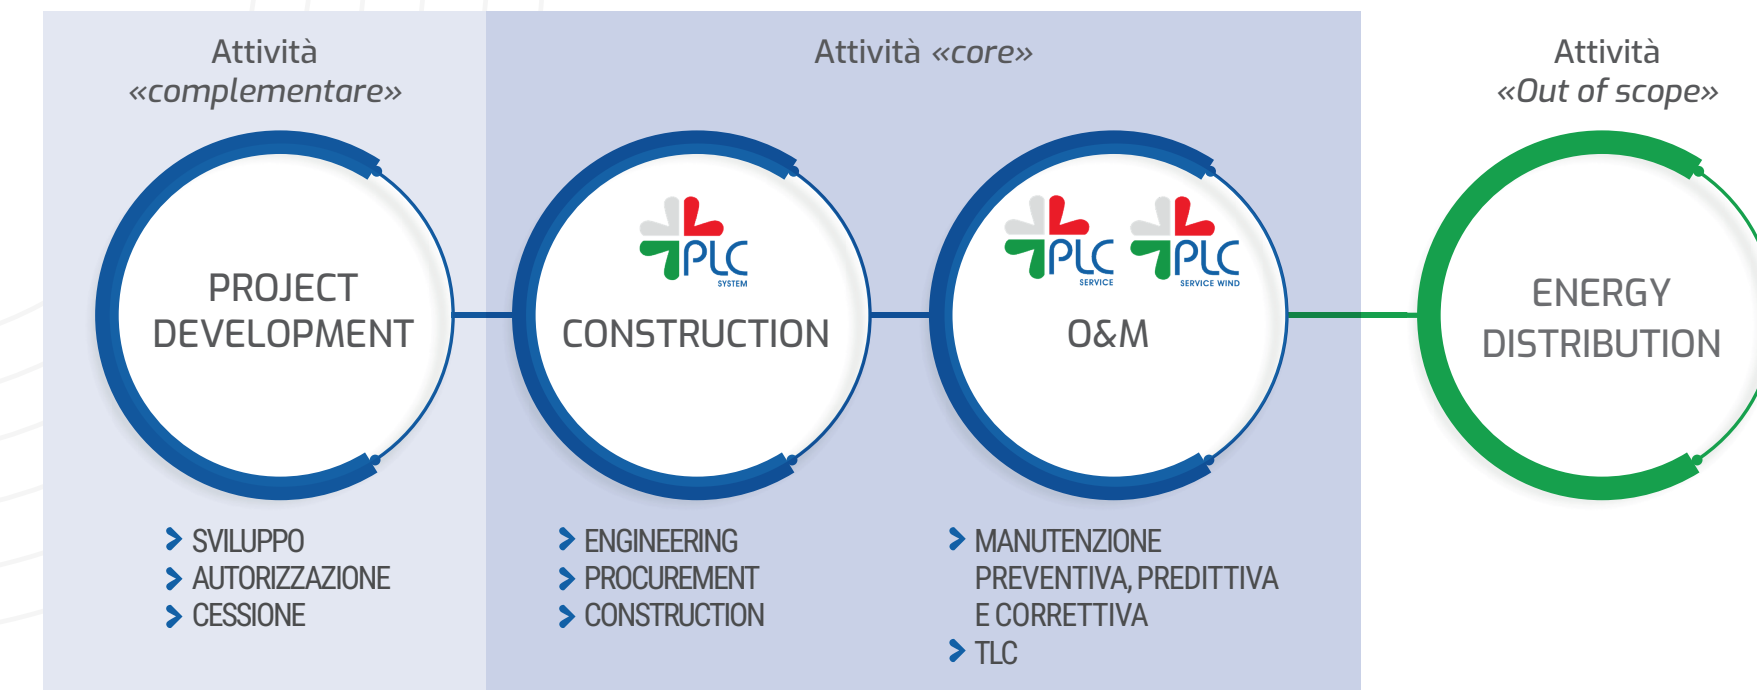 Attività
«complementare»
PROJECT
DEVELOPMENT
SVILUPPO
AUTORIZZAZIONE
CESSIONE
Attività «core»
PLC
SYSTEM
CONSTRUCTION
ENGINEERING
PROCUREMENT
CONSTRUCTION
PLC
SERVICE
PLC
SERVICE WIND
O&M
MANUTENZIONE
PREVENTIVA, PREDITTIVA
E CORRETTIVA
TLC
Attività
«Out of scope»
ENERGY
DISTRIBUTION